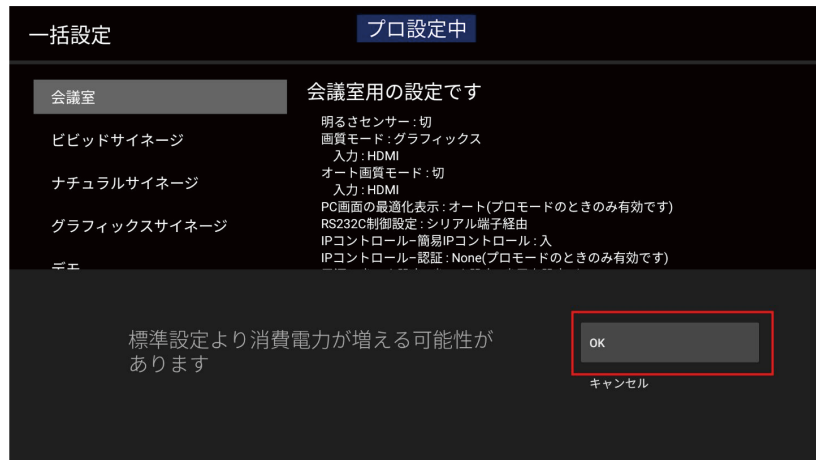 一括設定
プロ設定中
会議室
ビビッドサイネージ
ナチュラルサイネージ
グラフィックスサイネージ
デモ
会議室用の設定です
明るさセンサー : 切
画質モード : グラフィックス
入力 : HDMI
オート画質モード : 切
入力 : HDMI
PC画面の最適化表示 : オート(プロモードのときのみ有効です)
RS232C制御設定 : シリアル端子経由
IPコントロール−簡易IPコントロール : 入
IPコントロール−認証 : None(プロモードのときのみ有効です)
標準設定より消費電力が増える可能性が
あります
OK
キャンセル